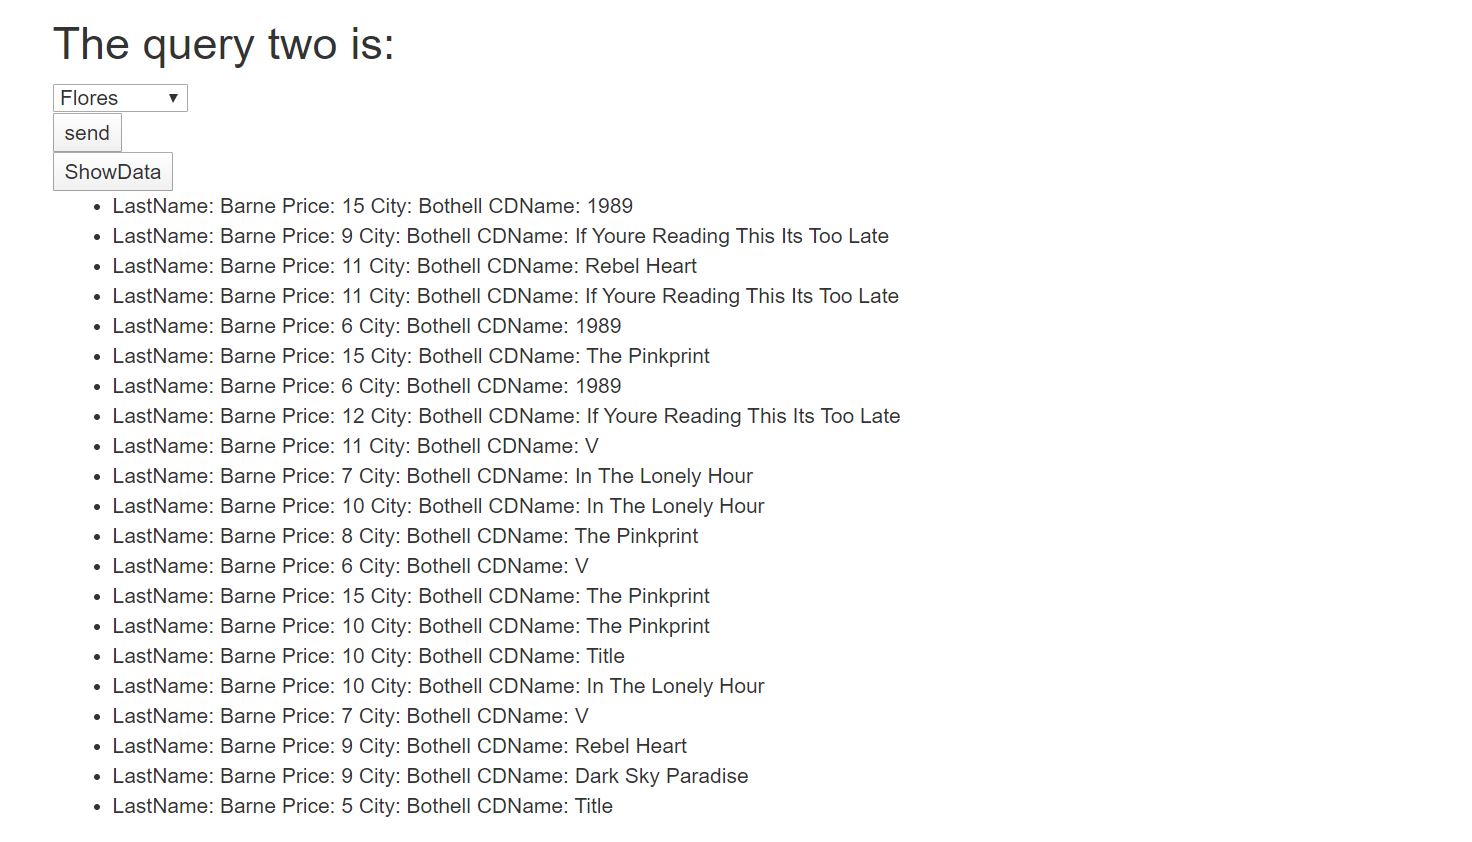 The query two is:
Flores
send
ShowData
LastName: Barne Price: 15 City: Bothell CDName: 1989
LastName: Barne Price: 9 City: Bothell CDName: If Youre Reading This Its Too Late
LastName: Barne Price: 11 City: Bothell CDName: Rebel Heart
LastName: Barne Price: 11 City: Bothell CDName: If Youre Reading This Its Too Late
LastName: Barne Price: 6 City: Bothell CDName: 1989
LastName: Barne Price: 15 City: Bothell CDName: The Pinkprint
LastName: Barne Price: 6 City: Bothell CDName: 1989
LastName: Barne Price: 12 City: Bothell CDName: If Youre Reading This Its Too Late
LastName: Barne Price: 11 City: Bothell CDName: V
LastName: Barne Price: 7 City: Bothell CDName: In The Lonely Hour
LastName: Barne Price: 10 City: Bothell CDName: In The Lonely Hour
LastName: Barne Price: 8 City: Bothell CDName: The Pinkprint
LastName: Barne Price: 6 City: Bothell CDName: V
LastName: Barne Price: 15 City: Bothell CDName: The Pinkprint
LastName: Barne Price: 10 City: Bothell CDName: The Pinkprint
LastName: Barne Price: 10 City: Bothell CDName: Title
LastName: Barne Price: 10 City: Bothell CDName: In The Lonely Hour
LastName: Barne Price: 7 City: Bothell CDName: V
LastName: Barne Price: 9 City: Bothell CDName: Rebel Heart
LastName: Barne Price: 9 City: Bothell CDName: Dark Sky Paradise
LastName: Barne Price: 5 City: Bothell CDName: Title